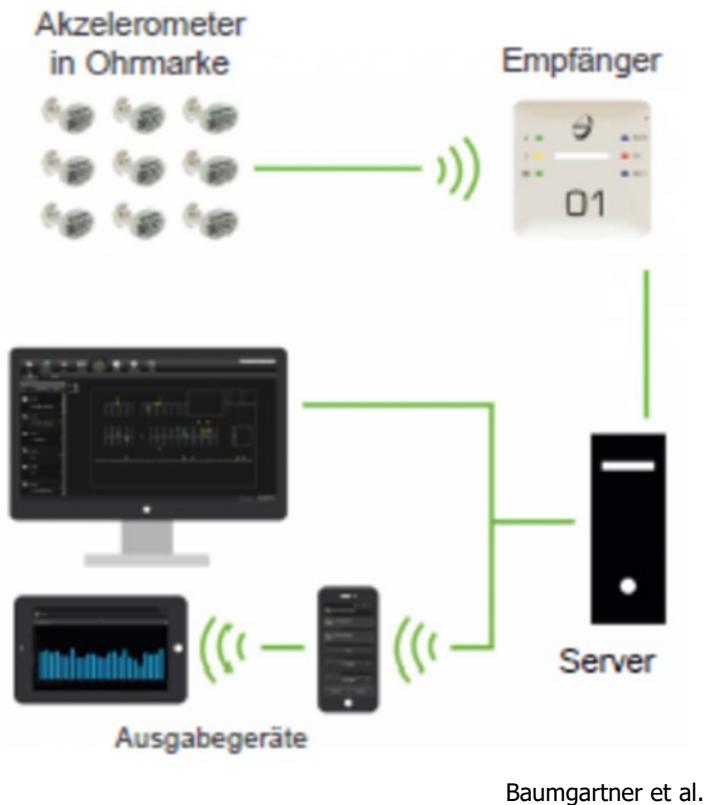 Akzelerometer
in Ohrmarke
Empfänger
01
Server
Ausgabegeräte
Baumgartner et al.